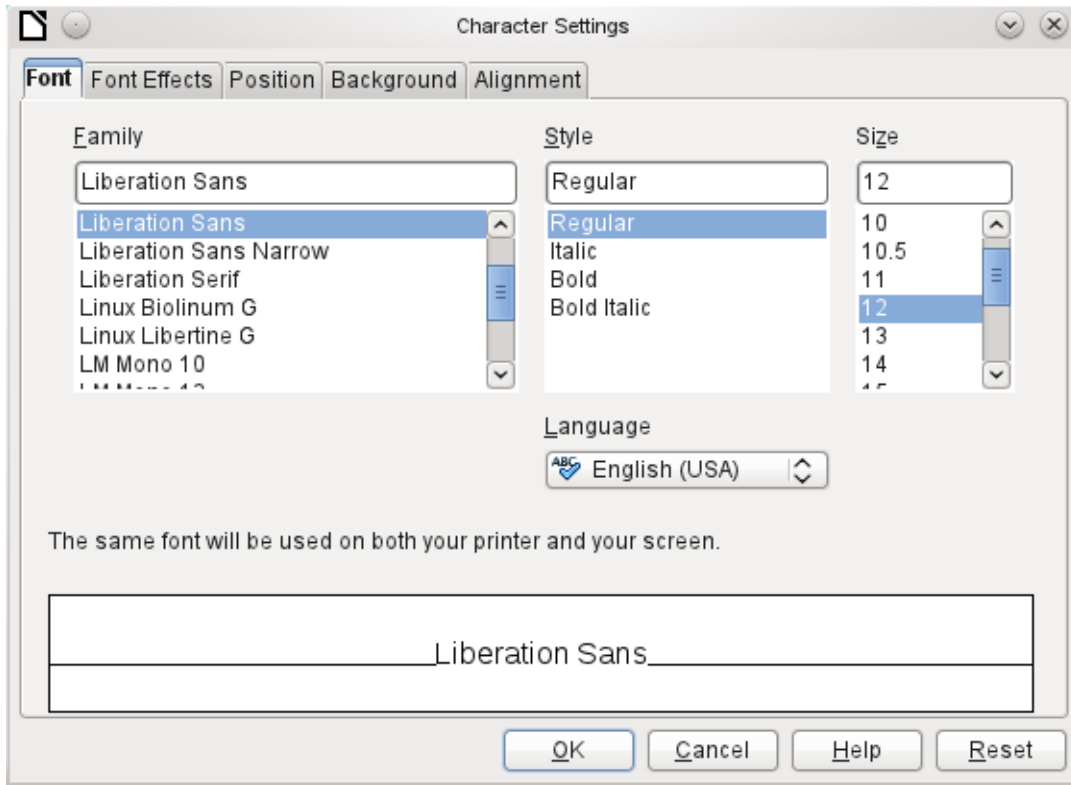 Character Settings
Font Font Effects Position Background Alignment
Family Style Size
Liberation Sans Regular 12
Liberation Sans Regular 10
Liberation Sans Narrow Italic 10.5
Liberation Serif Bold 11
Linux Biolinum G Bold Italic 12
Linux Libertine G 13
LM Mono 10 14
Language
ABC English (USA)
The same font will be used on both your printer and your screen.
Liberation Sans
OK Cancel Help Reset